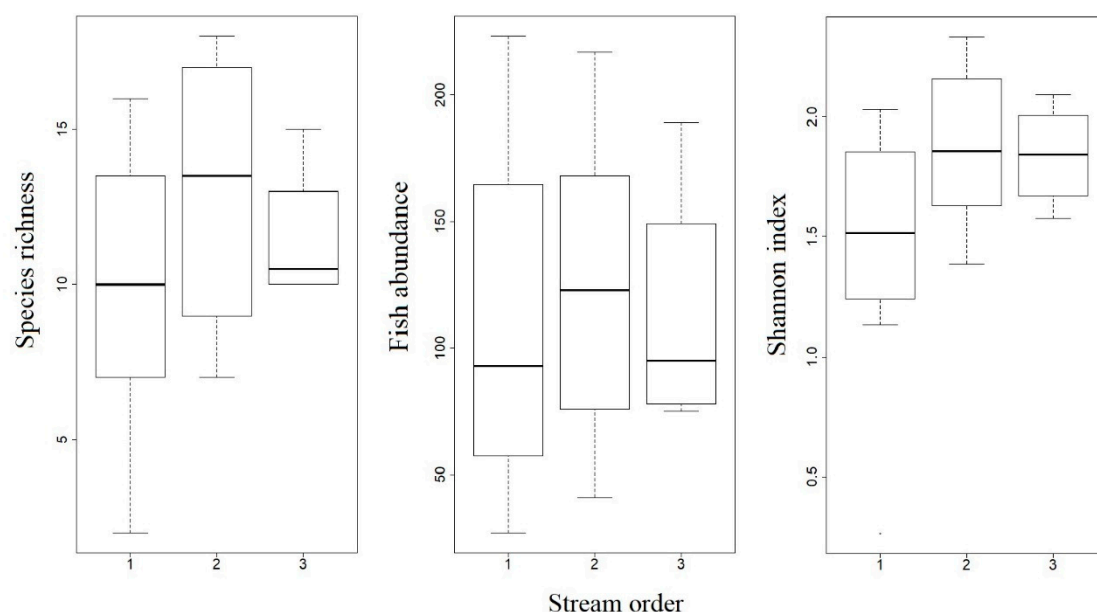 Species richness
15
10
5
1 2 3
Fish abundance
200
150
100
50
1 2 3
Shannon index
2.0
1.5
1.0
0.5
1 2 3
Stream order